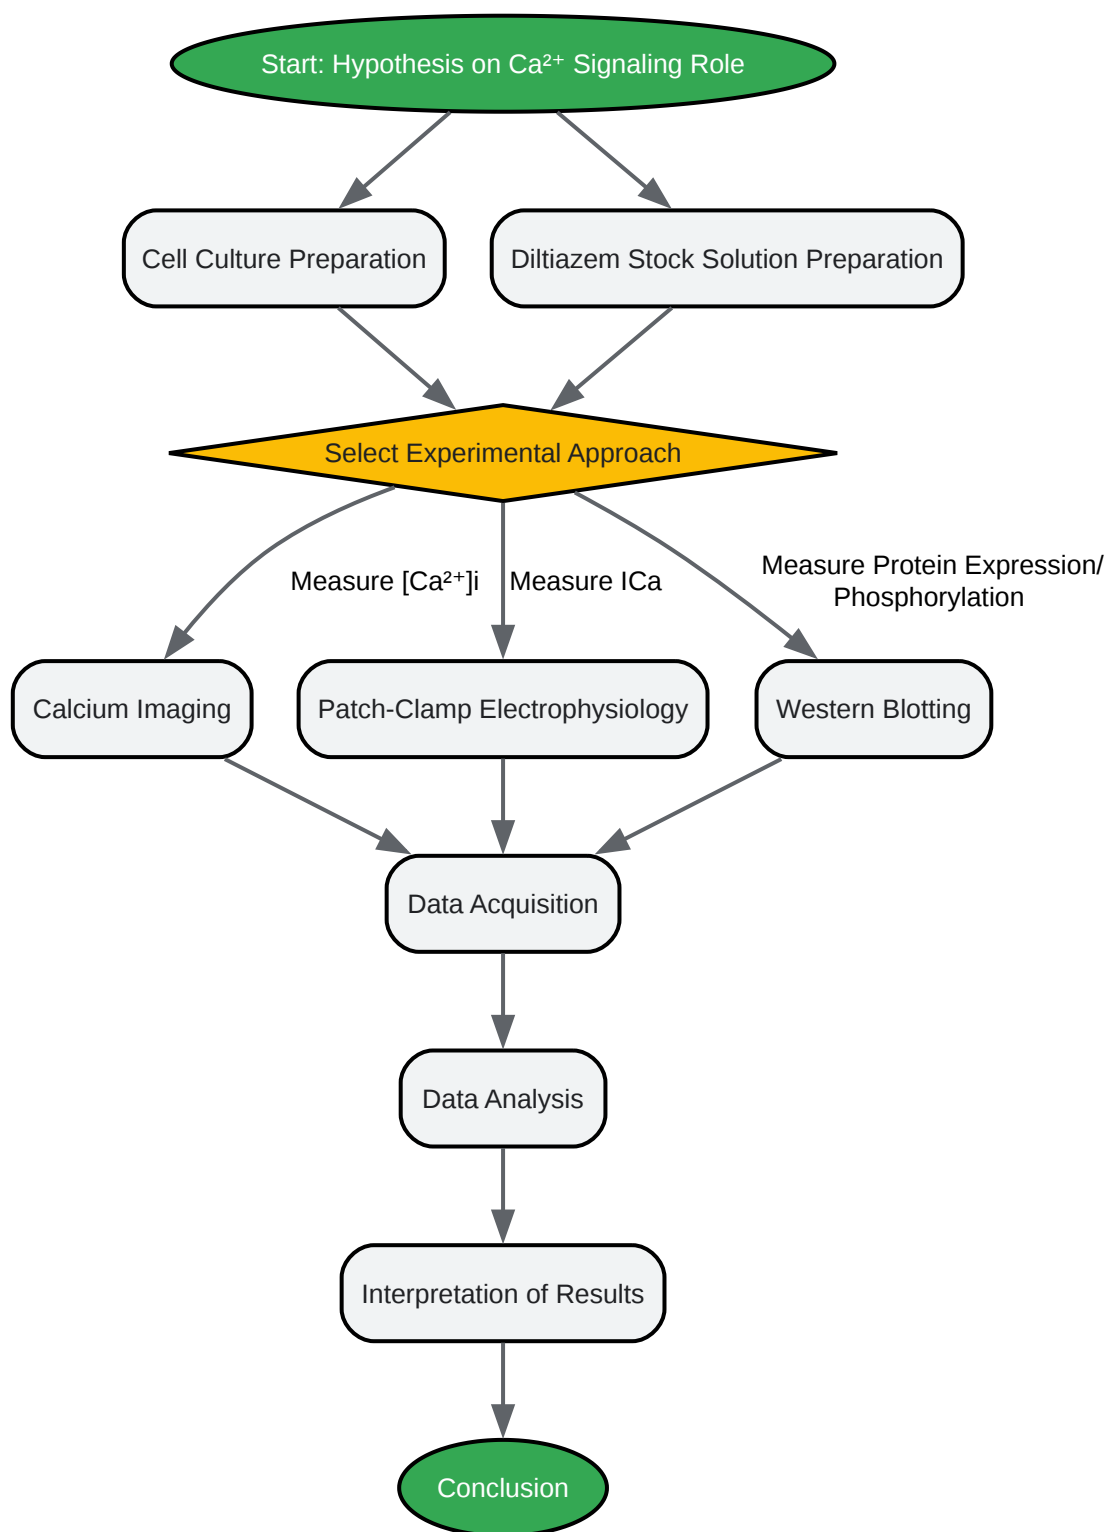 Start: Hypothesis on Ca²⁺ Signaling Role
Cell Culture Preparation
Diltiazem Stock Solution Preparation
Select Experimental Approach
Measure [Ca²⁺]i
Measure ICa
Measure Protein Expression/
Phosphorylation
Calcium Imaging
Patch-Clamp Electrophysiology
Western Blotting
Data Acquisition
Data Analysis
Interpretation of Results
Conclusion